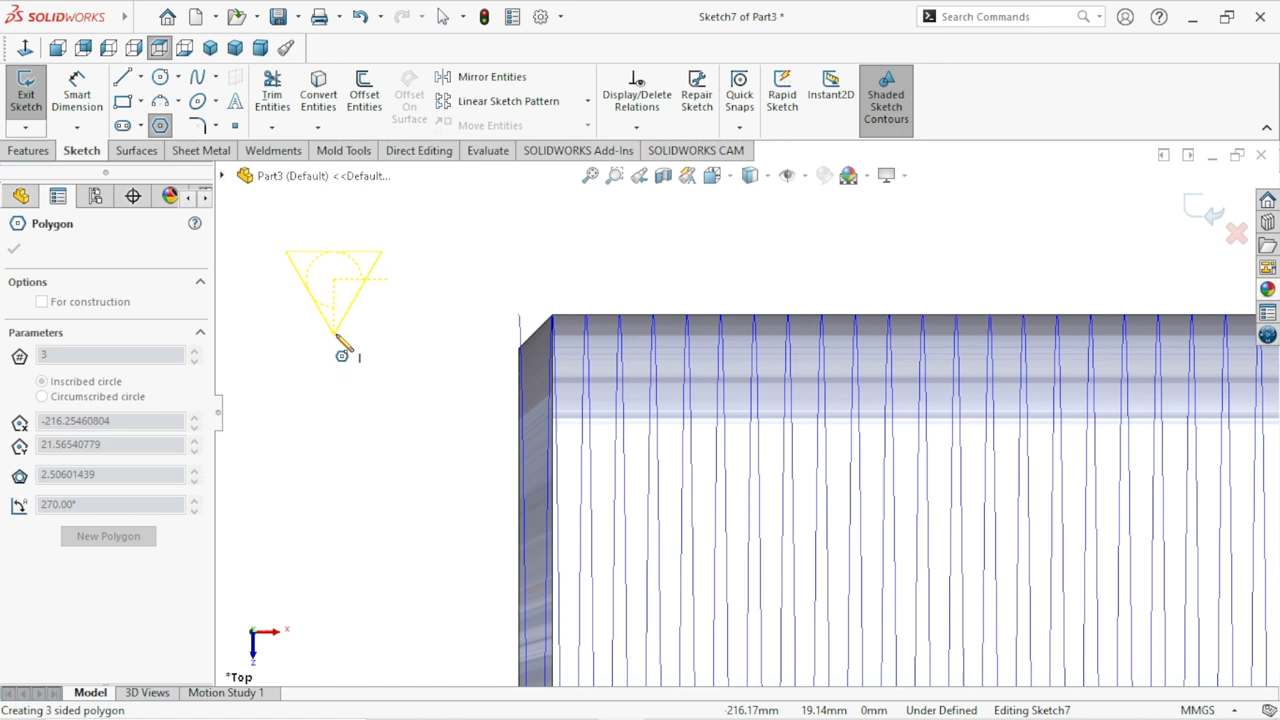 SOLIDWORKS
Sketch7 of Part3 *
Search Commands
Exit Sketch
Smart Dimension
Trim Entities
Convert Entities
Offset Entities
Offset On Surface
Mirror Entities
Linear Sketch Pattern
Move Entities
Display/Delete Relations
Repair Sketch
Quick Snaps
Rapid Sketch
Instant2D
Shaded Sketch Contours
Features
Sketch
Surfaces
Sheet Metal
Weldments
Mold Tools
Direct Editing
Evaluate
SOLIDWORKS Add-Ins
SOLIDWORKS CAM
Part3 (Default) <<Default...
Polygon
Options
For construction
Parameters
3
Inscribed circle
Circumscribed circle
-216.25460804
21.56540779
2.50601439
270.00°
New Polygon
x
z
*Top
Model
3D Views
Motion Study 1
Creating 3 sided polygon
-216.17mm
19.14mm
0mm
Under Defined
Editing Sketch7
MMGS